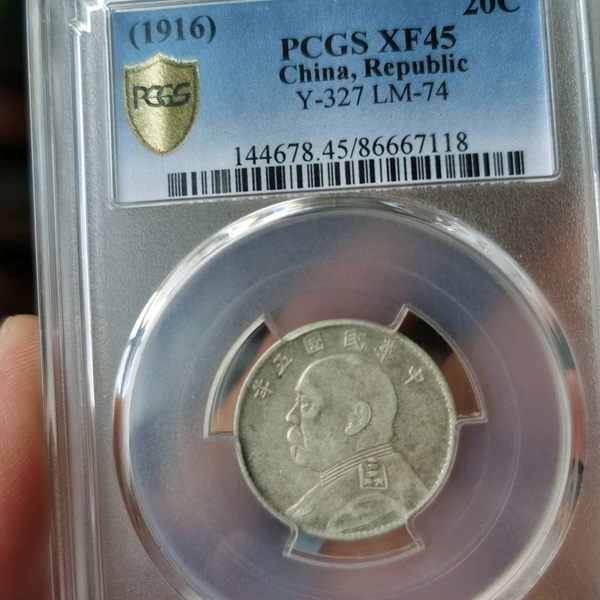 (1916)
20C
PCGS XF45
China, Republic
Y-327 LM-74
PCGS
144678.45/86667118
中華民國五年